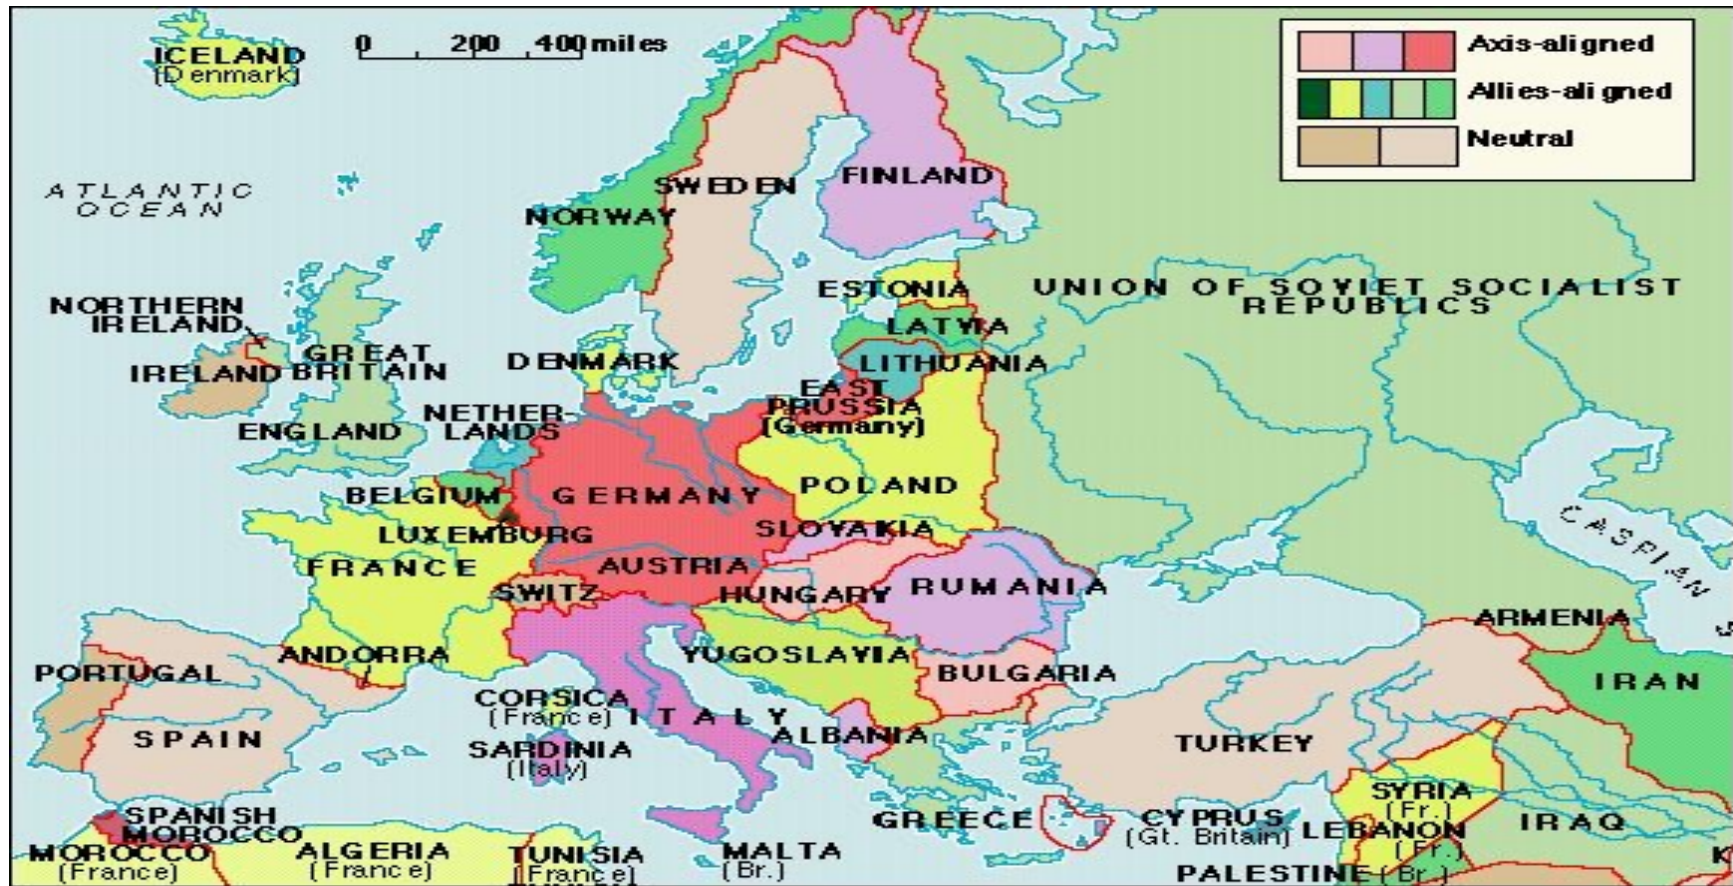 ICELAND
(Denmark)
0 200 400 miles
Axis-aligned
Allies-aligned
Neutral
ATLANTIC
OCEAN
SWEDEN
FINLAND
NORWAY
ESTONIA
UNION OF SOVIET SOCIALIST
REPUBLICS
NORTHERN
IRELAND
LATVIA
GREAT
BRITAIN
IRELAND
DENMARK
LITHUANIA
EAST
PRUSSIA
(Germany)
NETHER-
LANDS
ENGLAND
BELGIUM
GERMANY
POLAND
LUXEMBURG
SLOVAKIA
CASPIAN
FRANCE
AUSTRIA
SWITZ
HUNGARY
RUMANIA
ARMENIA
ANDORRA
YUGOSLAVIA
PORTUGAL
BULGARIA
IRAN
CORSICA
(France)
ITALY
SPAIN
ALBANIA
TURKEY
SARDINIA
(Italy)
SYRIA
(Fr.)
SPANISH
MOROCCO
GREECE
CYPRUS
(Gt. Britain)
LEBANON
(Fr.)
IRAQ
MOROCCO
(France)
ALGERIA
(France)
TUNISIA
(France)
MALTA
(Br.)
PALESTINE (Br.)
K